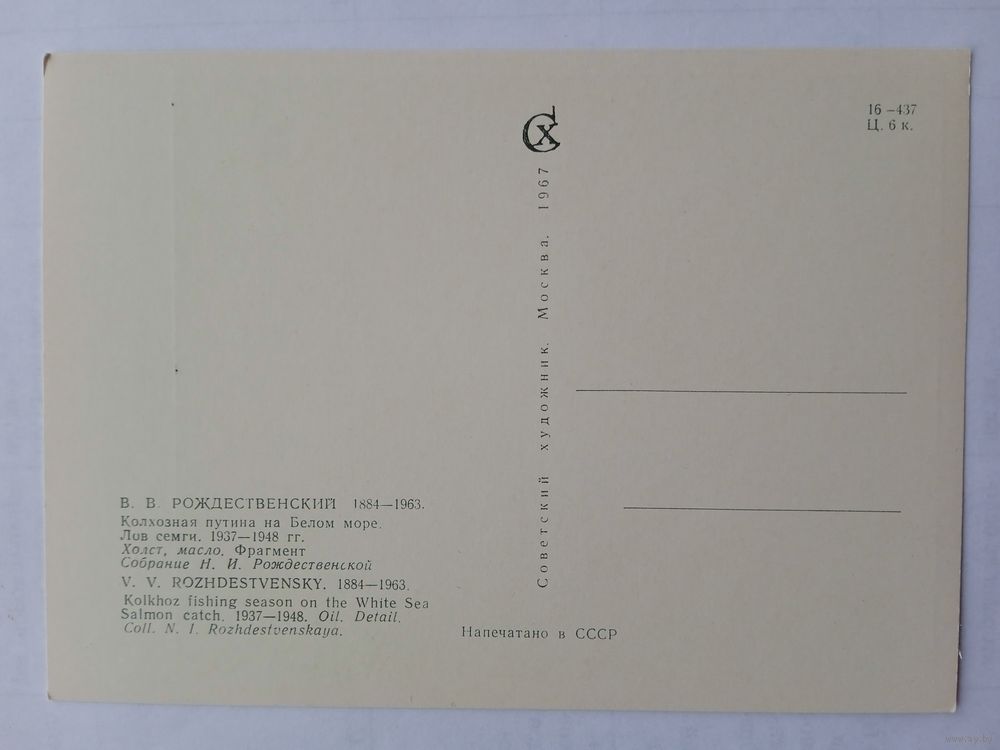 16 -437
Ц. 6 к.
СХ
Советский художник. Москва. 1967
В. В. РОЖДЕСТВЕНСКИЙ 1884—1963.
Колхозная путина на Белом море.
Лов семги. 1937—1948 гг.
Холст, масло. Фрагмент
Собрание Н. И. Рождественской
V. V. ROZHDESTVENSKY. 1884—1963.
Kolkhoz fishing season on the White Sea
Salmon catch. 1937—1948. Oil. Detail.
Coll. N. I. Rozhdestvenskaya.
Напечатано в СССР